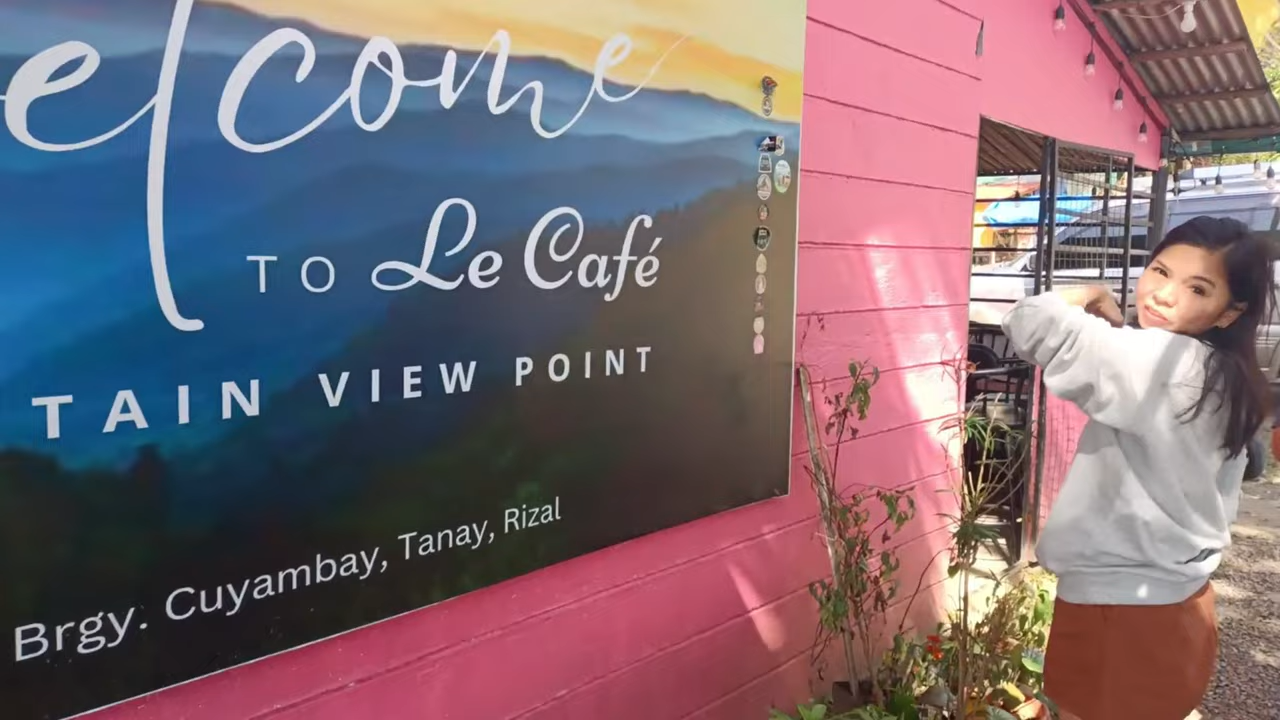 elcome
TO Le Café
TAIN VIEW POINT
Brgy. Cuyambay, Tanay, Rizal